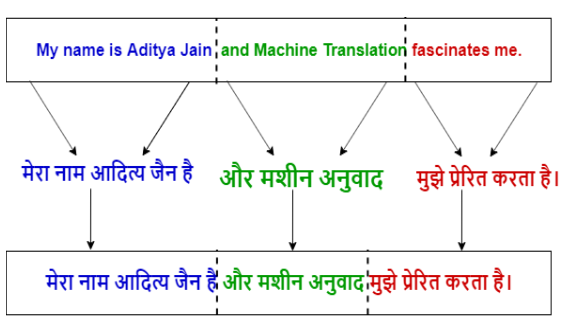 My name is Aditya Jain and Machine Translation fascinates me.
मेरा नाम आदित्य जैन है और मशीन अनुवाद मुझे प्रेरित करता है।
मेरा नाम आदित्य जैन है और मशीन अनुवाद मुझे प्रेरित करता है।